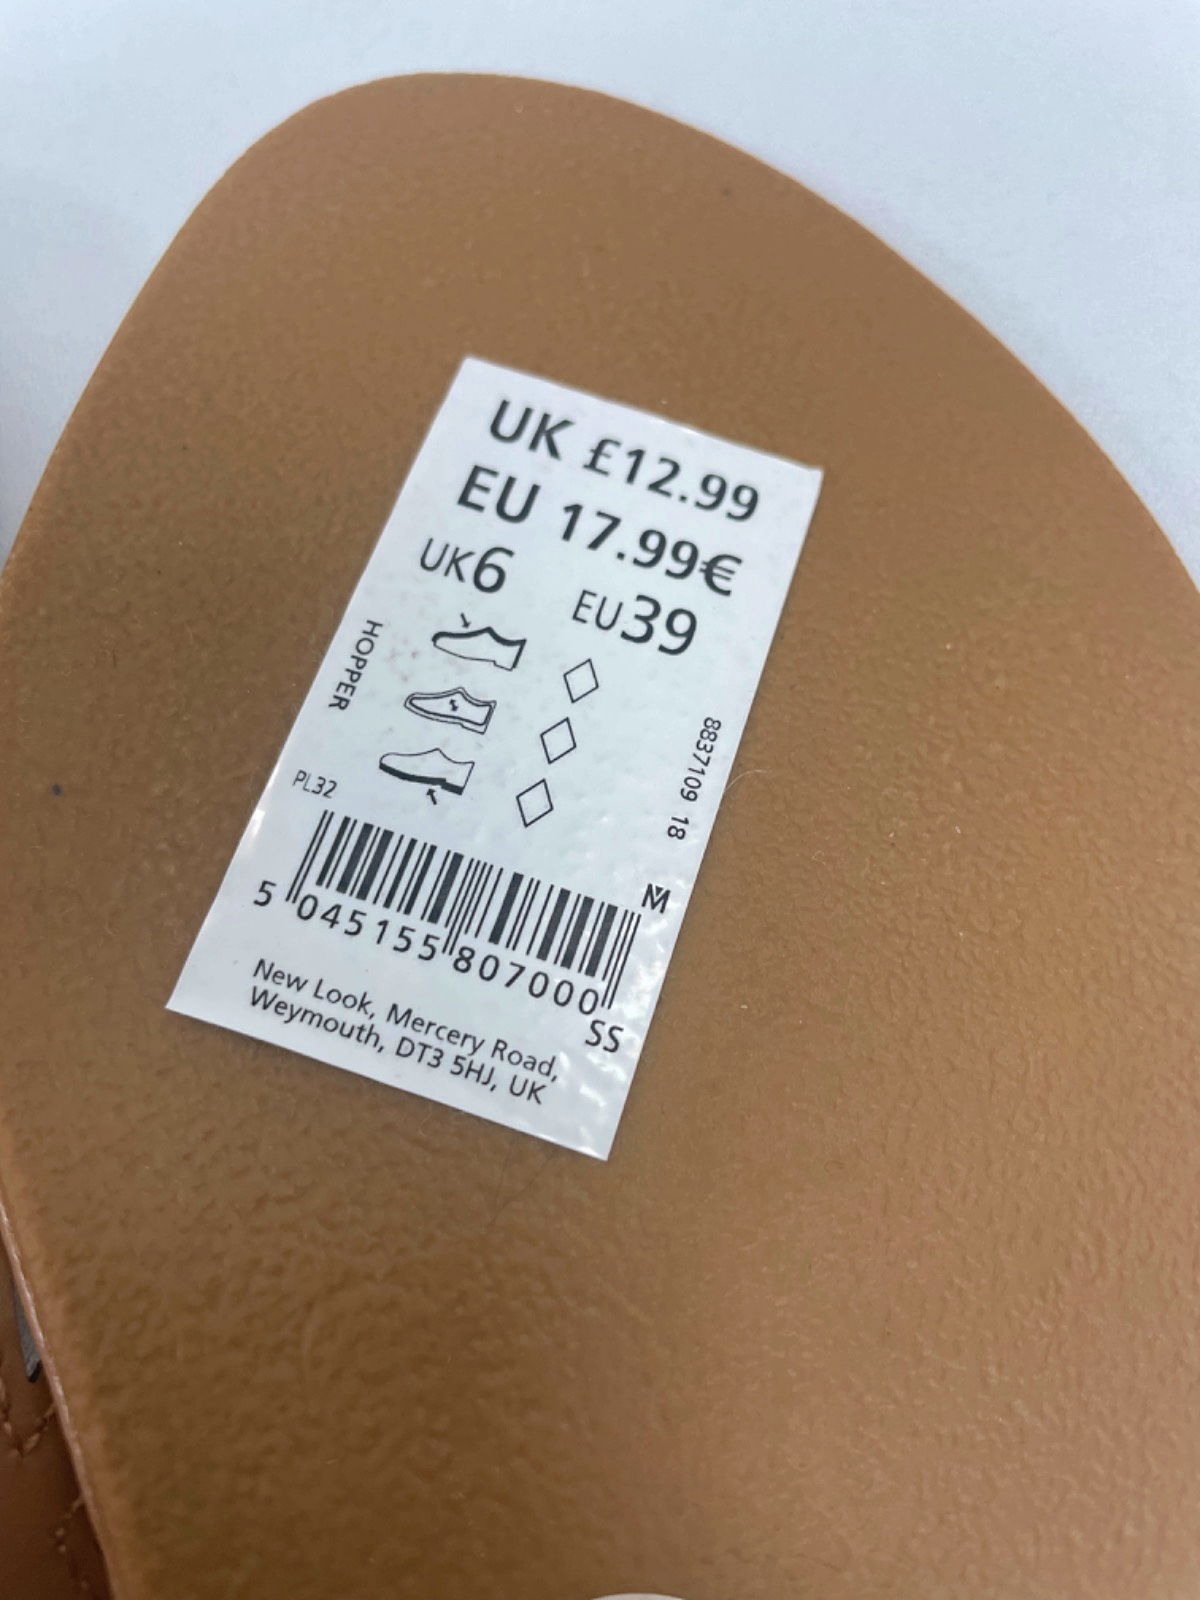 UK £12.99
EU 17.99€
UK6 EU39
HOPPER
8837109 18
PL32
5 045155 807000
SS
New Look, Mercery Road,
Weymouth, DT3 5HJ, UK